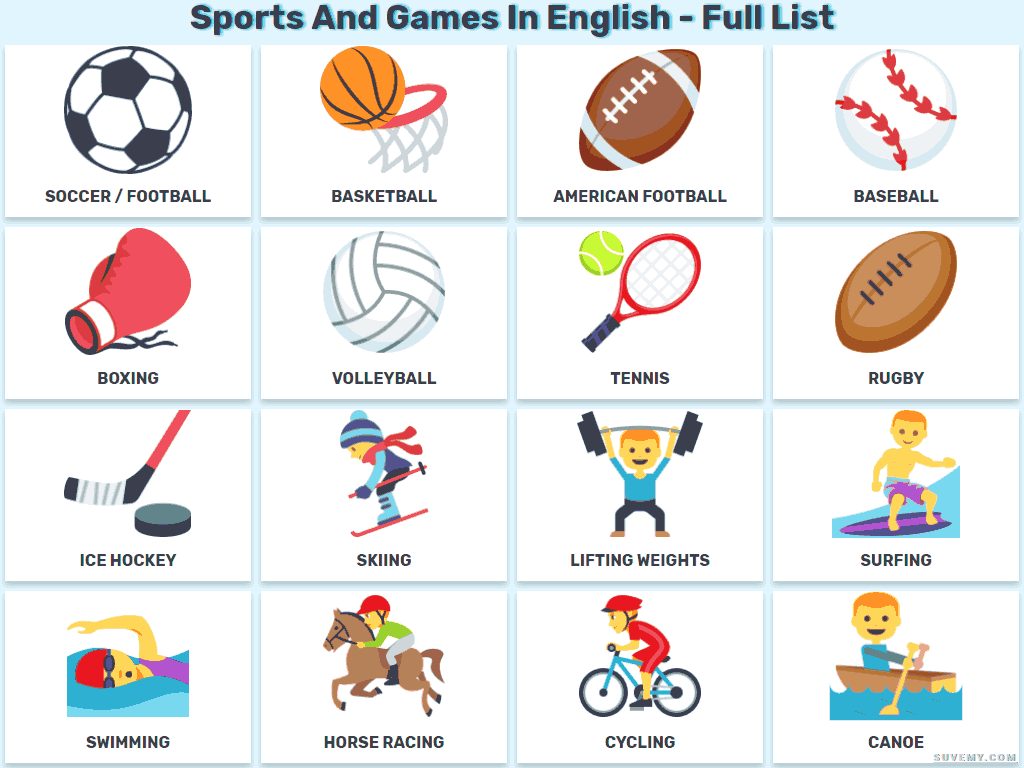 Sports And Games In English - Full List
SOCCER / FOOTBALL
BASKETBALL
AMERICAN FOOTBALL
BASEBALL
BOXING
VOLLEYBALL
TENNIS
RUGBY
ICE HOCKEY
SKIING
LIFTING WEIGHTS
SURFING
SWIMMING
HORSE RACING
CYCLING
CANOE
SUVEMY.COM